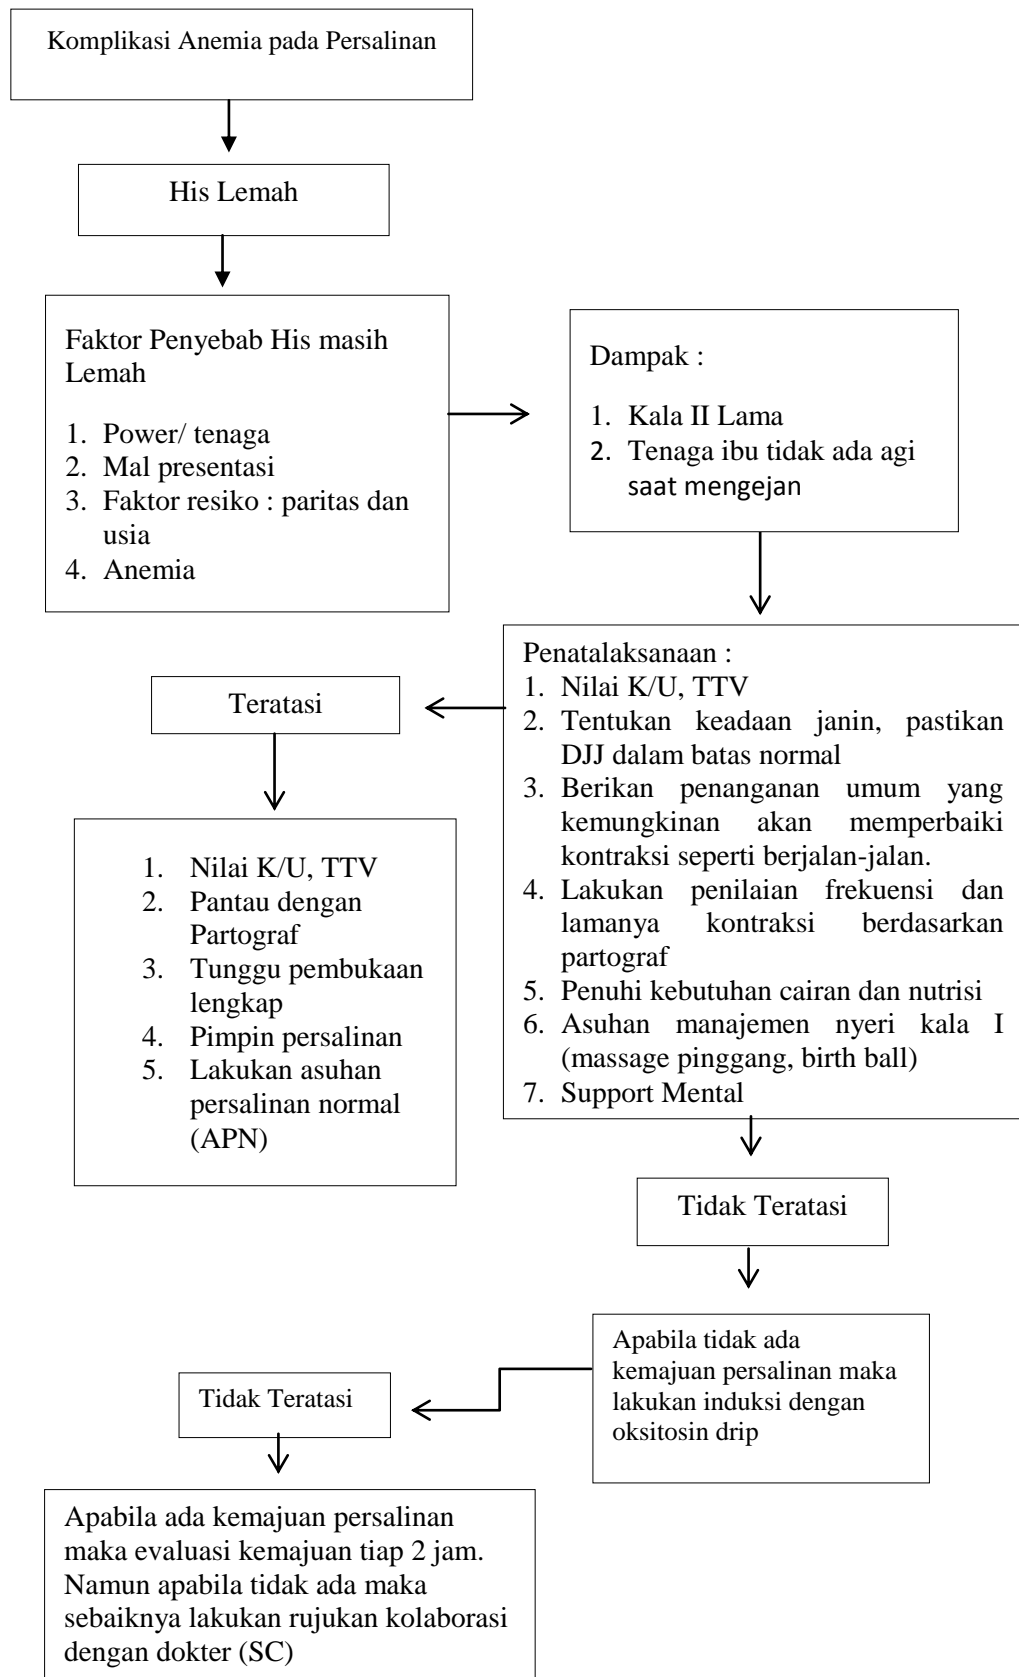 Komplikasi Anemia pada Persalinan
His Lemah
Faktor Penyebab His masih
Lemah
1. Power/ tenaga
2. Mal presentasi
3. Faktor resiko : paritas dan
usia
4. Anemia
Dampak :
1. Kala II Lama
2. Tenaga ibu tidak ada agi
saat mengejan
Penatalaksanaan :
1. Nilai K/U, TTV
2. Tentukan keadaan janin, pastikan
DJJ dalam batas normal
3. Berikan penanganan umum yang
kemungkinan akan memperbaiki
kontraksi seperti berjalan-jalan.
4. Lakukan penilaian frekuensi dan
lamanya kontraksi berdasarkan
partograf
5. Penuhi kebutuhan cairan dan nutrisi
6. Asuhan manajemen nyeri kala I
(massage pinggang, birth ball)
7. Support Mental
Teratasi
1. Nilai K/U, TTV
2. Pantau dengan
Partograf
3. Tunggu pembukaan
lengkap
4. Pimpin persalinan
5. Lakukan asuhan
persalinan normal
(APN)
Tidak Teratasi
Apabila tidak ada
kemajuan persalinan maka
lakukan induksi dengan
oksitosin drip
Tidak Teratasi
Apabila ada kemajuan persalinan
maka evaluasi kemajuan tiap 2 jam.
Namun apabila tidak ada maka
sebaiknya lakukan rujukan kolaborasi
dengan dokter (SC)